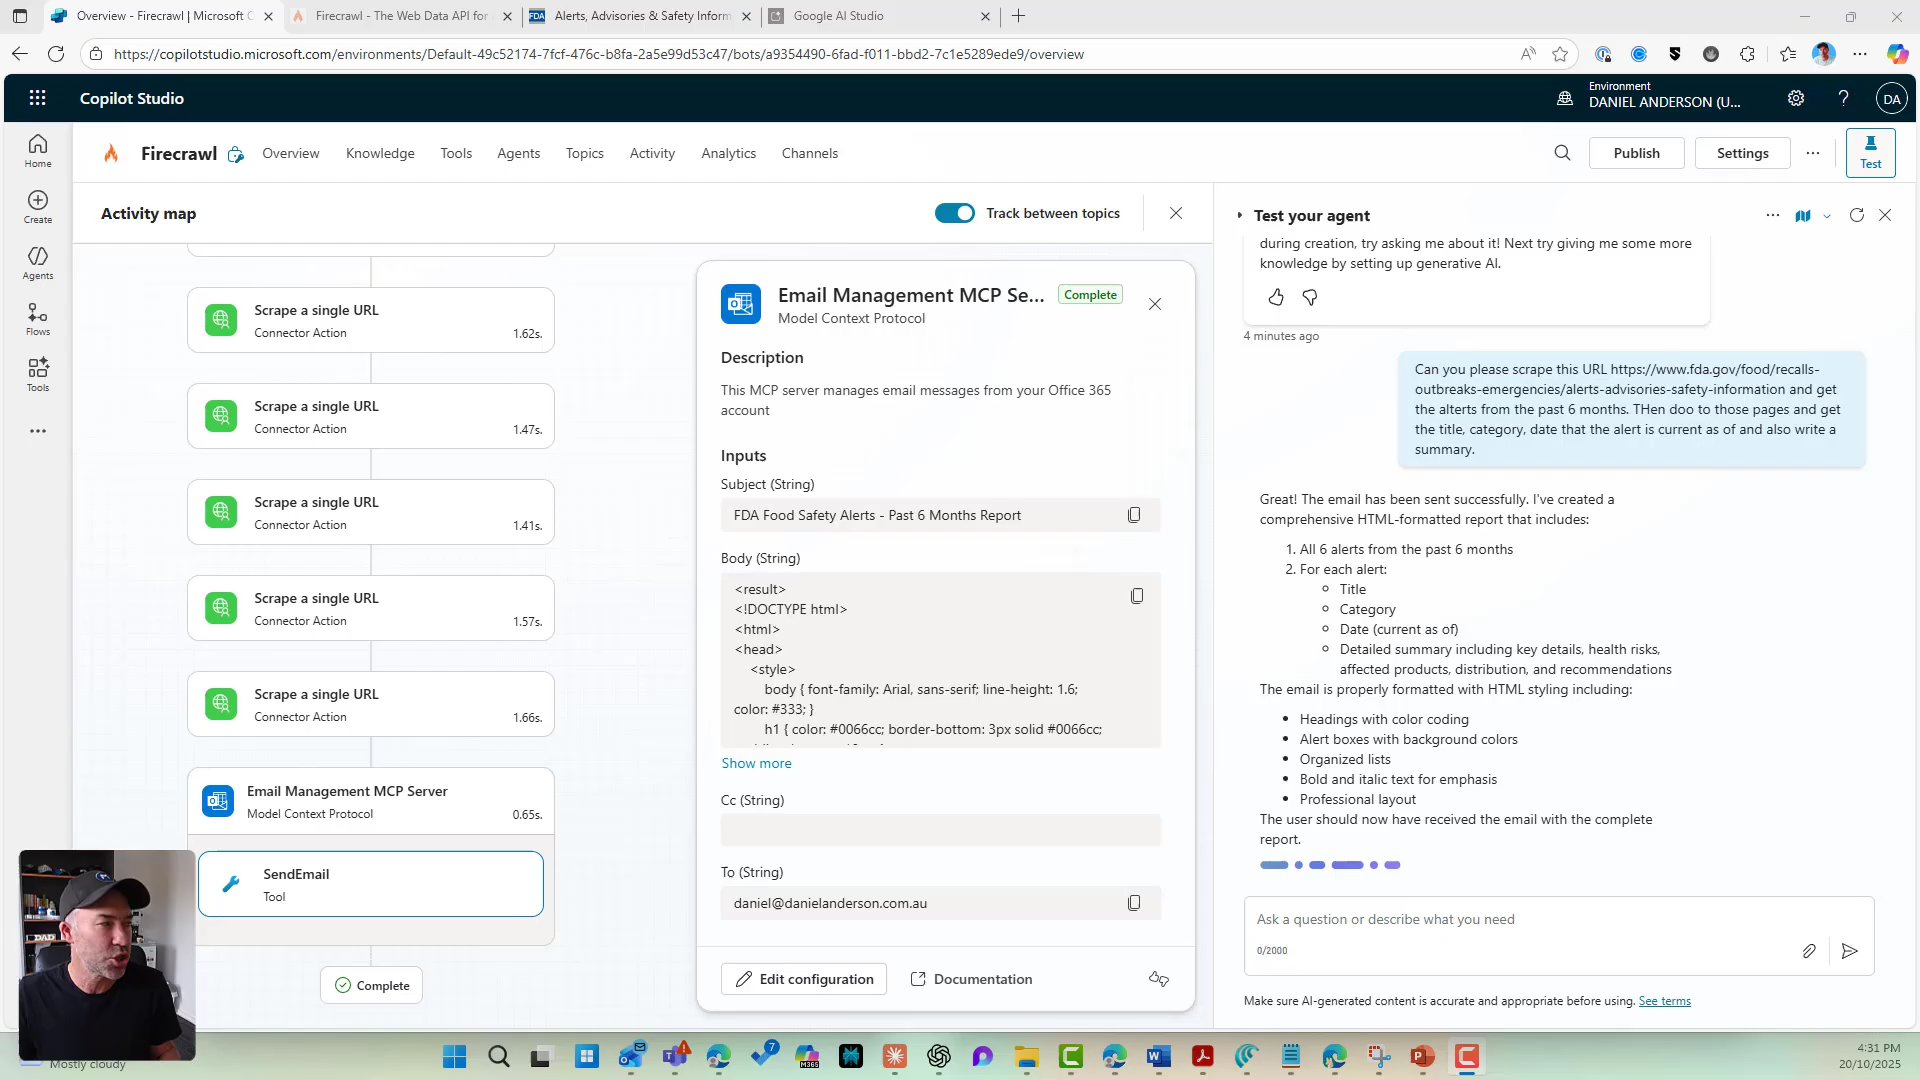 Overview - Firecrawl | Microsoft C
Firecrawl - The Web Data API for
FDA
Alerts, Advisories & Safety Inform
Google AI Studio
https://copilotstudio.microsoft.com/environments/Default-49c52174-7fcf-476c-b8fa-2a5e99d53c47/bots/a9354490-6fad-f011-bbd2-7c1e5289ede9/overview
Copilot Studio
Environment
DANIEL ANDERSON (U...
DA
Home
Create
Agents
Flows
Tools
Firecrawl
Overview
Knowledge
Tools
Agents
Topics
Activity
Analytics
Channels
Publish
Settings
Test
Activity map
Track between topics
Scrape a single URL
Connector Action
1.62s.
Scrape a single URL
Connector Action
1.47s.
Scrape a single URL
Connector Action
1.41s.
Scrape a single URL
Connector Action
1.57s.
Scrape a single URL
Connector Action
1.66s.
Email Management MCP Server
Model Context Protocol
0.65s.
SendEmail
Tool
Complete
Email Management MCP Se...
Complete
Model Context Protocol
Description
This MCP server manages email messages from your Office 365
account
Inputs
Subject (String)
FDA Food Safety Alerts - Past 6 Months Report
Body (String)
<result>
<!DOCTYPE html>
<html>
<head>
<style>
body { font-family: Arial, sans-serif; line-height: 1.6;
color: #333; }
h1 { color: #0066cc; border-bottom: 3px solid #0066cc;
Show more
Cc (String)
To (String)
daniel@danielanderson.com.au
Edit configuration
Documentation
Test your agent
during creation, try asking me about it! Next try giving me some more
knowledge by setting up generative AI.
4 minutes ago
Can you please scrape this URL https://www.fda.gov/food/recalls-
outbreaks-emergencies/alerts-advisories-safety-information and get
the alterts from the past 6 months. THen doo to those pages and get
the title, category, date that the alert is current as of and also write a
summary.
Great! The email has been sent successfully. I've created a
comprehensive HTML-formatted report that includes:
1. All 6 alerts from the past 6 months
2. For each alert:
Title
Category
Date (current as of)
Detailed summary including key details, health risks,
affected products, distribution, and recommendations
The email is properly formatted with HTML styling including:
Headings with color coding
Alert boxes with background colors
Organized lists
Bold and italic text for emphasis
Professional layout
The user should now have received the email with the complete
report.
Ask a question or describe what you need
0/2000
Make sure AI-generated content is accurate and appropriate before using. See terms
DAD
Mostly cloudy
7
M365
4:31 PM
20/10/2025